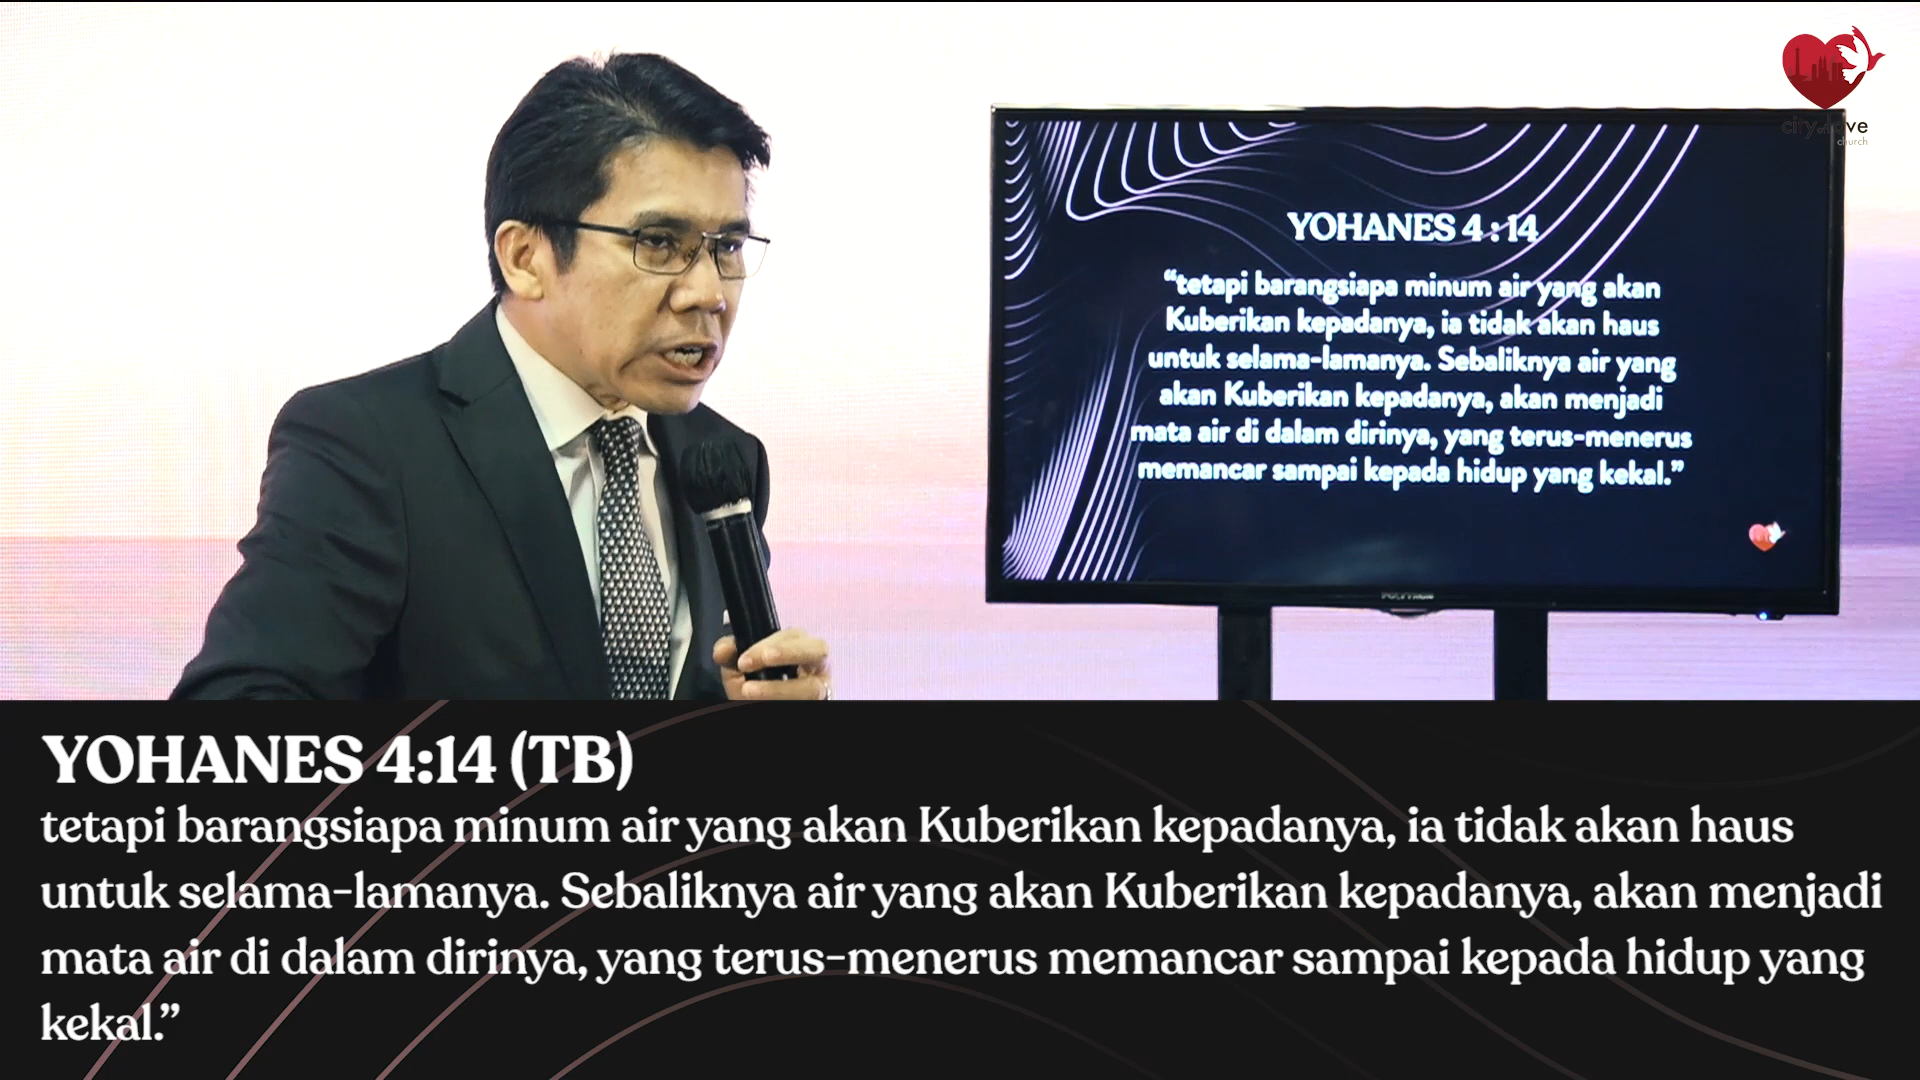 city of love
church
YOHANES 4 : 14
“tetapi barangsiapa minum air yang akan
Kuberikan kepadanya, ia tidak akan haus
untuk selama-lamanya. Sebaliknya air yang
akan Kuberikan kepadanya, akan menjadi
mata air di dalam dirinya, yang terus-menerus
memancar sampai kepada hidup yang kekal.”
POLYTRON
YOHANES 4:14 (TB)
tetapi barangsiapa minum air yang akan Kuberikan kepadanya, ia tidak akan haus
untuk selama-lamanya. Sebaliknya air yang akan Kuberikan kepadanya, akan menjadi
mata air di dalam dirinya, yang terus-menerus memancar sampai kepada hidup yang
kekal.”